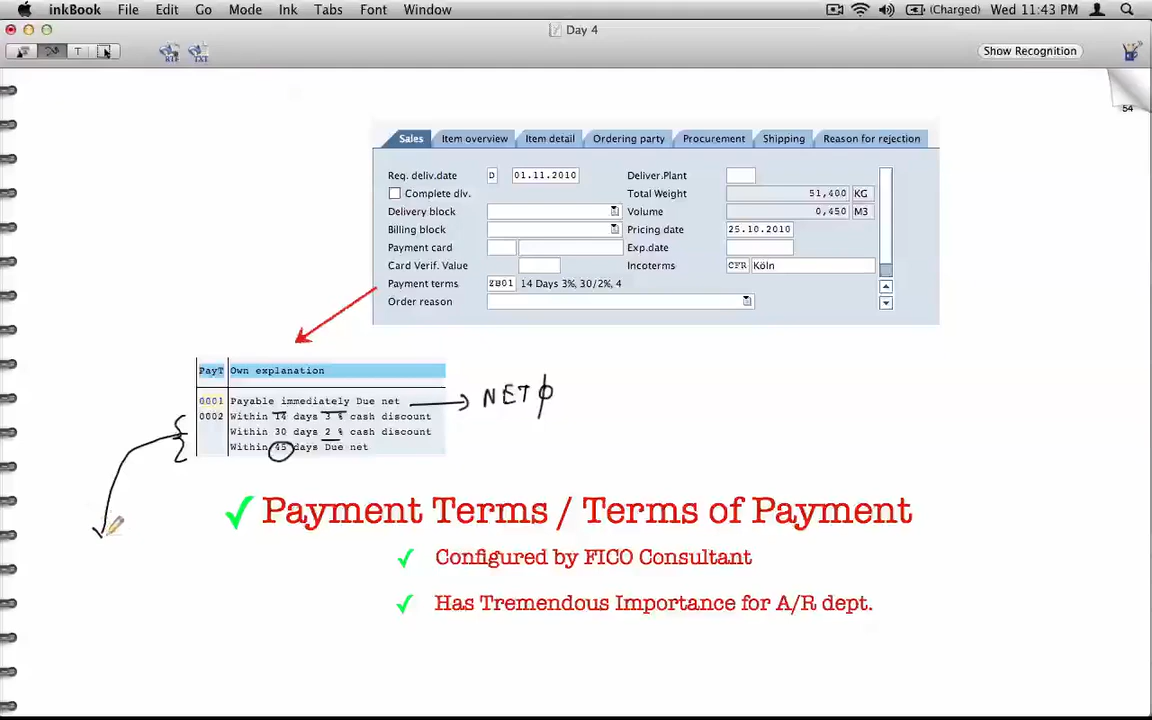 inkBook File Edit Go Mode Ink Tabs Font Window (Charged) Wed 11:43 PM
Day 4
T RTF TXT Show Recognition
54
Sales Item overview Item detail Ordering party Procurement Shipping Reason for rejection
Req. deliv.date D 01.11.2010 Deliver.Plant
Complete dlv. Total Weight 51,400 KG
Delivery block Volume 0,450 M3
Billing block Pricing date 25.10.2010
Payment card Exp.date
Card Verif. Value Incoterms CFR Köln
Payment terms ZB01 14 Days 3%, 30/2%, 4
Order reason
PayT Own explanation
0001 Payable immediately Due net NET 0
0002 Within 14 days 3 % cash discount
Within 30 days 2 % cash discount
Within 45 days Due net
✓ Payment Terms / Terms of Payment
✓ Configured by FICO Consultant
✓ Has Tremendous Importance for A/R dept.